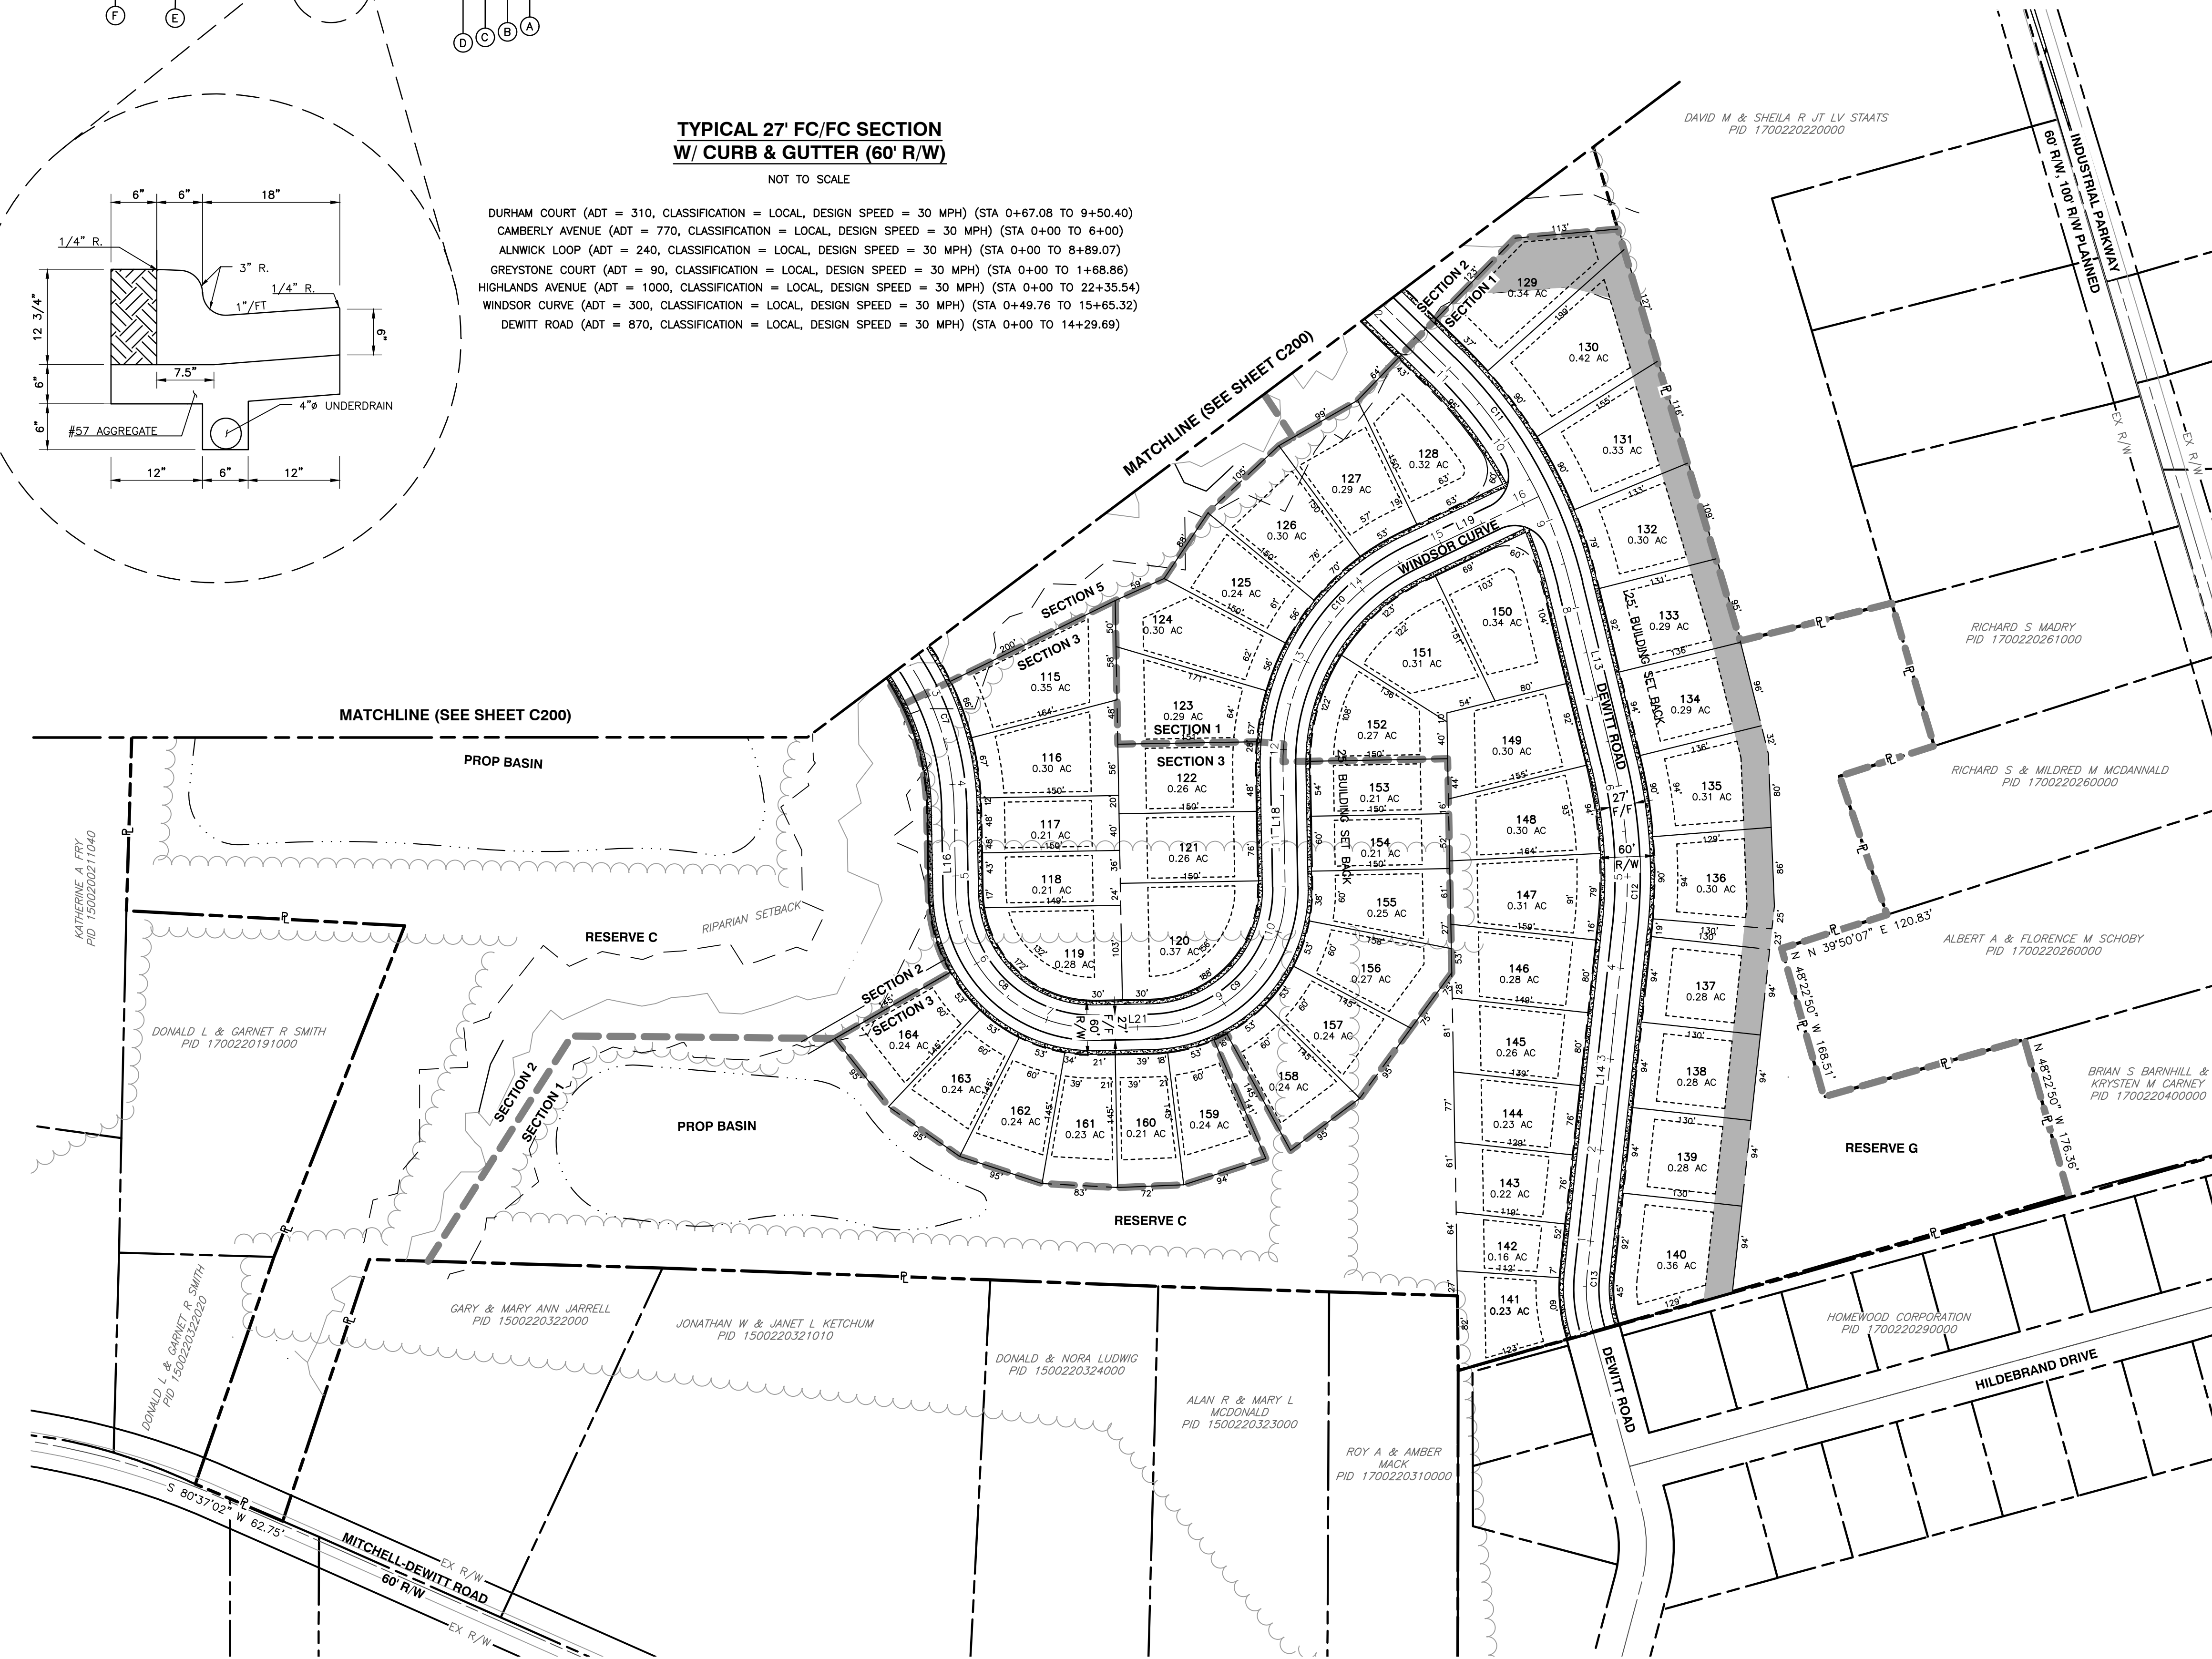 F
E
D
C
B
A
TYPICAL 27' FC/FC SECTION
W/ CURB & GUTTER (60' R/W)
NOT TO SCALE
DURHAM COURT (ADT = 310, CLASSIFICATION = LOCAL, DESIGN SPEED = 30 MPH) (STA 0+67.08 TO 9+50.40)
CAMBERLY AVENUE (ADT = 770, CLASSIFICATION = LOCAL, DESIGN SPEED = 30 MPH) (STA 0+00 TO 6+00)
ALNWICK LOOP (ADT = 240, CLASSIFICATION = LOCAL, DESIGN SPEED = 30 MPH) (STA 0+00 TO 8+89.07)
GREYSTONE COURT (ADT = 90, CLASSIFICATION = LOCAL, DESIGN SPEED = 30 MPH) (STA 0+00 TO 1+68.86)
HIGHLANDS AVENUE (ADT = 1000, CLASSIFICATION = LOCAL, DESIGN SPEED = 30 MPH) (STA 0+00 TO 22+35.54)
WINDSOR CURVE (ADT = 300, CLASSIFICATION = LOCAL, DESIGN SPEED = 30 MPH) (STA 0+49.76 TO 15+65.32)
DEWITT ROAD (ADT = 870, CLASSIFICATION = LOCAL, DESIGN SPEED = 30 MPH) (STA 0+00 TO 14+29.69)
6"
6"
18"
1/4" R.
3" R.
1/4" R.
1"/FT
12 3/4"
6"
7.5"
6"
6"
4"ø UNDERDRAIN
#57 AGGREGATE
12"
6"
12"
DAVID M & SHEILA R JT LV STAATS
PID 1700220220000
INDUSTRIAL PARKWAY
60' R/W, 100' R/W PLANNED
EX R/W
EX R/W
MATCHLINE (SEE SHEET C200)
MATCHLINE (SEE SHEET C200)
SECTION 2
SECTION 1
SECTION 5
SECTION 3
SECTION 1
SECTION 3
SECTION 2
SECTION 3
SECTION 2
SECTION 1
PROP BASIN
PROP BASIN
RESERVE C
RESERVE C
RESERVE G
RIPARIAN SETBACK
KATHERINE A FRY
PID 1500200211040
DONALD L & GARNET R SMITH
PID 1700220191000
DONALD L & GARNET R SMITH
PID 1500220322020
GARY & MARY ANN JARRELL
PID 1500220322000
JONATHAN W & JANET L KETCHUM
PID 1500220321010
DONALD & NORA LUDWIG
PID 1500220324000
ALAN R & MARY L
MCDONALD
PID 1500220323000
ROY A & AMBER
MACK
PID 1700220310000
RICHARD S MADRY
PID 1700220261000
RICHARD S & MILDRED M MCDANNALD
PID 1700220260000
ALBERT A & FLORENCE M SCHOBY
PID 1700220260000
BRIAN S BARNHILL &
KRYSTEN M CARNEY
PID 1700220400000
HOMEWOOD CORPORATION
PID 1700220290000
N 39°50'07" E 120.83'
N 48°22'50" W 168.51'
N 48°22'50" W 176.36'
S 80°37'02" W 62.75'
MITCHELL-DEWITT ROAD
60' R/W
EX R/W
EX R/W
HILDEBRAND DRIVE
DEWITT ROAD
DEWITT ROAD
WINDSOR CURVE
25' BUILDING SET BACK
25' BUILDING SET BACK
27'
F/F
60'
R/W
27'
F/F
60'
R/W
C7
C8
C9
C10
C11
C12
C13
L13
L14
L16
L18
L19
L21
115
0.35 AC
116
0.30 AC
117
0.21 AC
118
0.21 AC
119
0.28 AC
120
0.37 AC
121
0.26 AC
122
0.26 AC
123
0.29 AC
124
0.30 AC
125
0.24 AC
126
0.30 AC
127
0.29 AC
128
0.32 AC
129
0.34 AC
130
0.42 AC
131
0.33 AC
132
0.30 AC
133
0.29 AC
134
0.29 AC
135
0.31 AC
136
0.30 AC
137
0.28 AC
138
0.28 AC
139
0.28 AC
140
0.36 AC
141
0.23 AC
142
0.16 AC
143
0.22 AC
144
0.23 AC
145
0.26 AC
146
0.28 AC
147
0.31 AC
148
0.30 AC
149
0.30 AC
150
0.34 AC
151
0.31 AC
152
0.27 AC
153
0.21 AC
154
0.21 AC
155
0.25 AC
156
0.27 AC
157
0.24 AC
158
0.24 AC
159
0.24 AC
160
0.21 AC
161
0.23 AC
162
0.24 AC
163
0.24 AC
164
0.24 AC